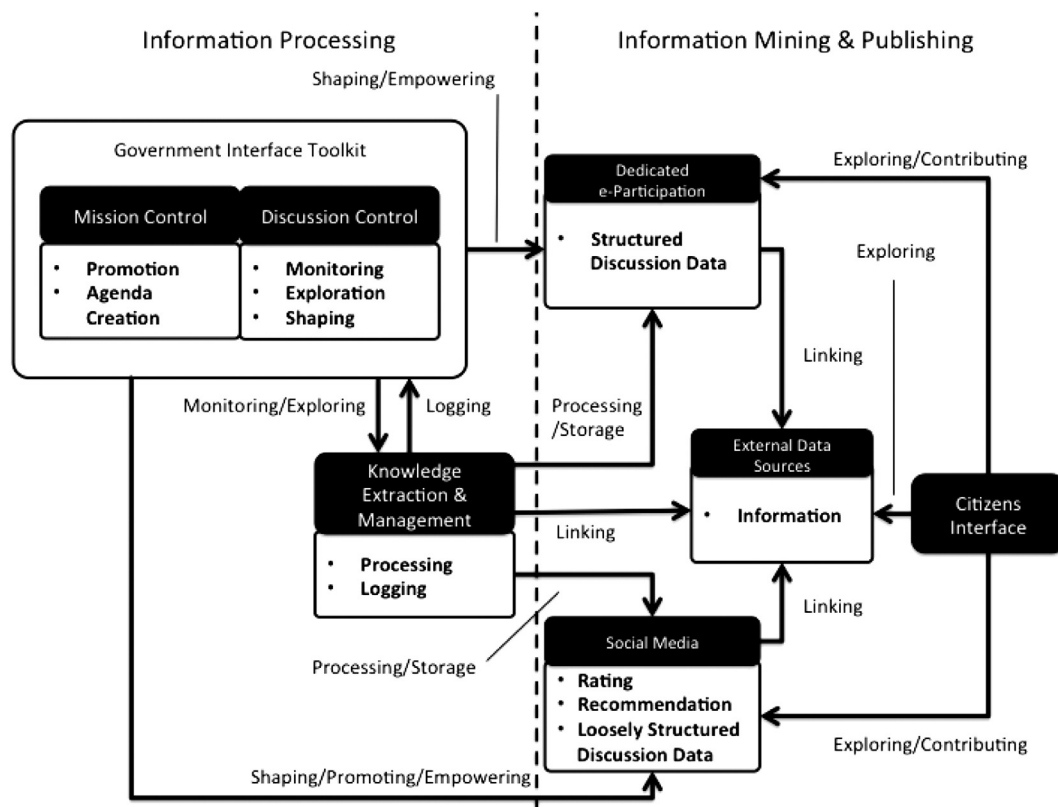 Information Processing
Information Mining & Publishing
Shaping/Empowering
Government Interface Toolkit
Mission Control
• Promotion
• Agenda
Creation
Discussion Control
• Monitoring
• Exploration
• Shaping
Dedicated
e-Participation
• Structured
Discussion Data
Exploring/Contributing
Exploring
Linking
Monitoring/Exploring
Logging
Processing
/Storage
Knowledge
Extraction &
Management
• Processing
• Logging
Linking
External Data
Sources
• Information
Citizens
Interface
Linking
Processing/Storage
Social Media
• Rating
• Recommendation
• Loosely Structured
Discussion Data
Exploring/Contributing
Shaping/Promoting/Empowering